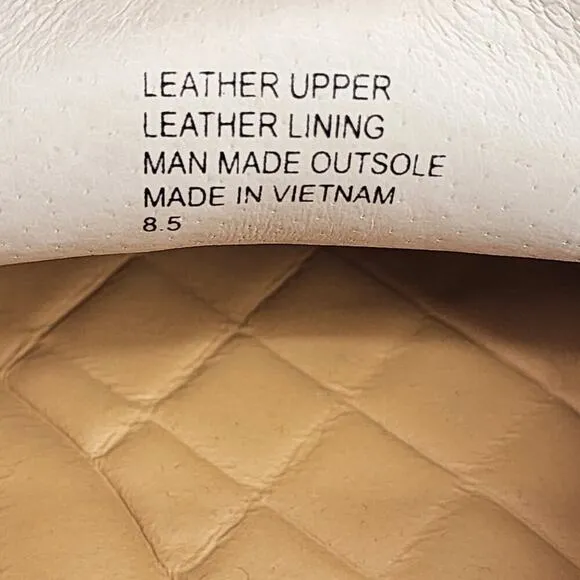 LEATHER UPPER
LEATHER LINING
MAN MADE OUTSOLE
MADE IN VIETNAM
8.5